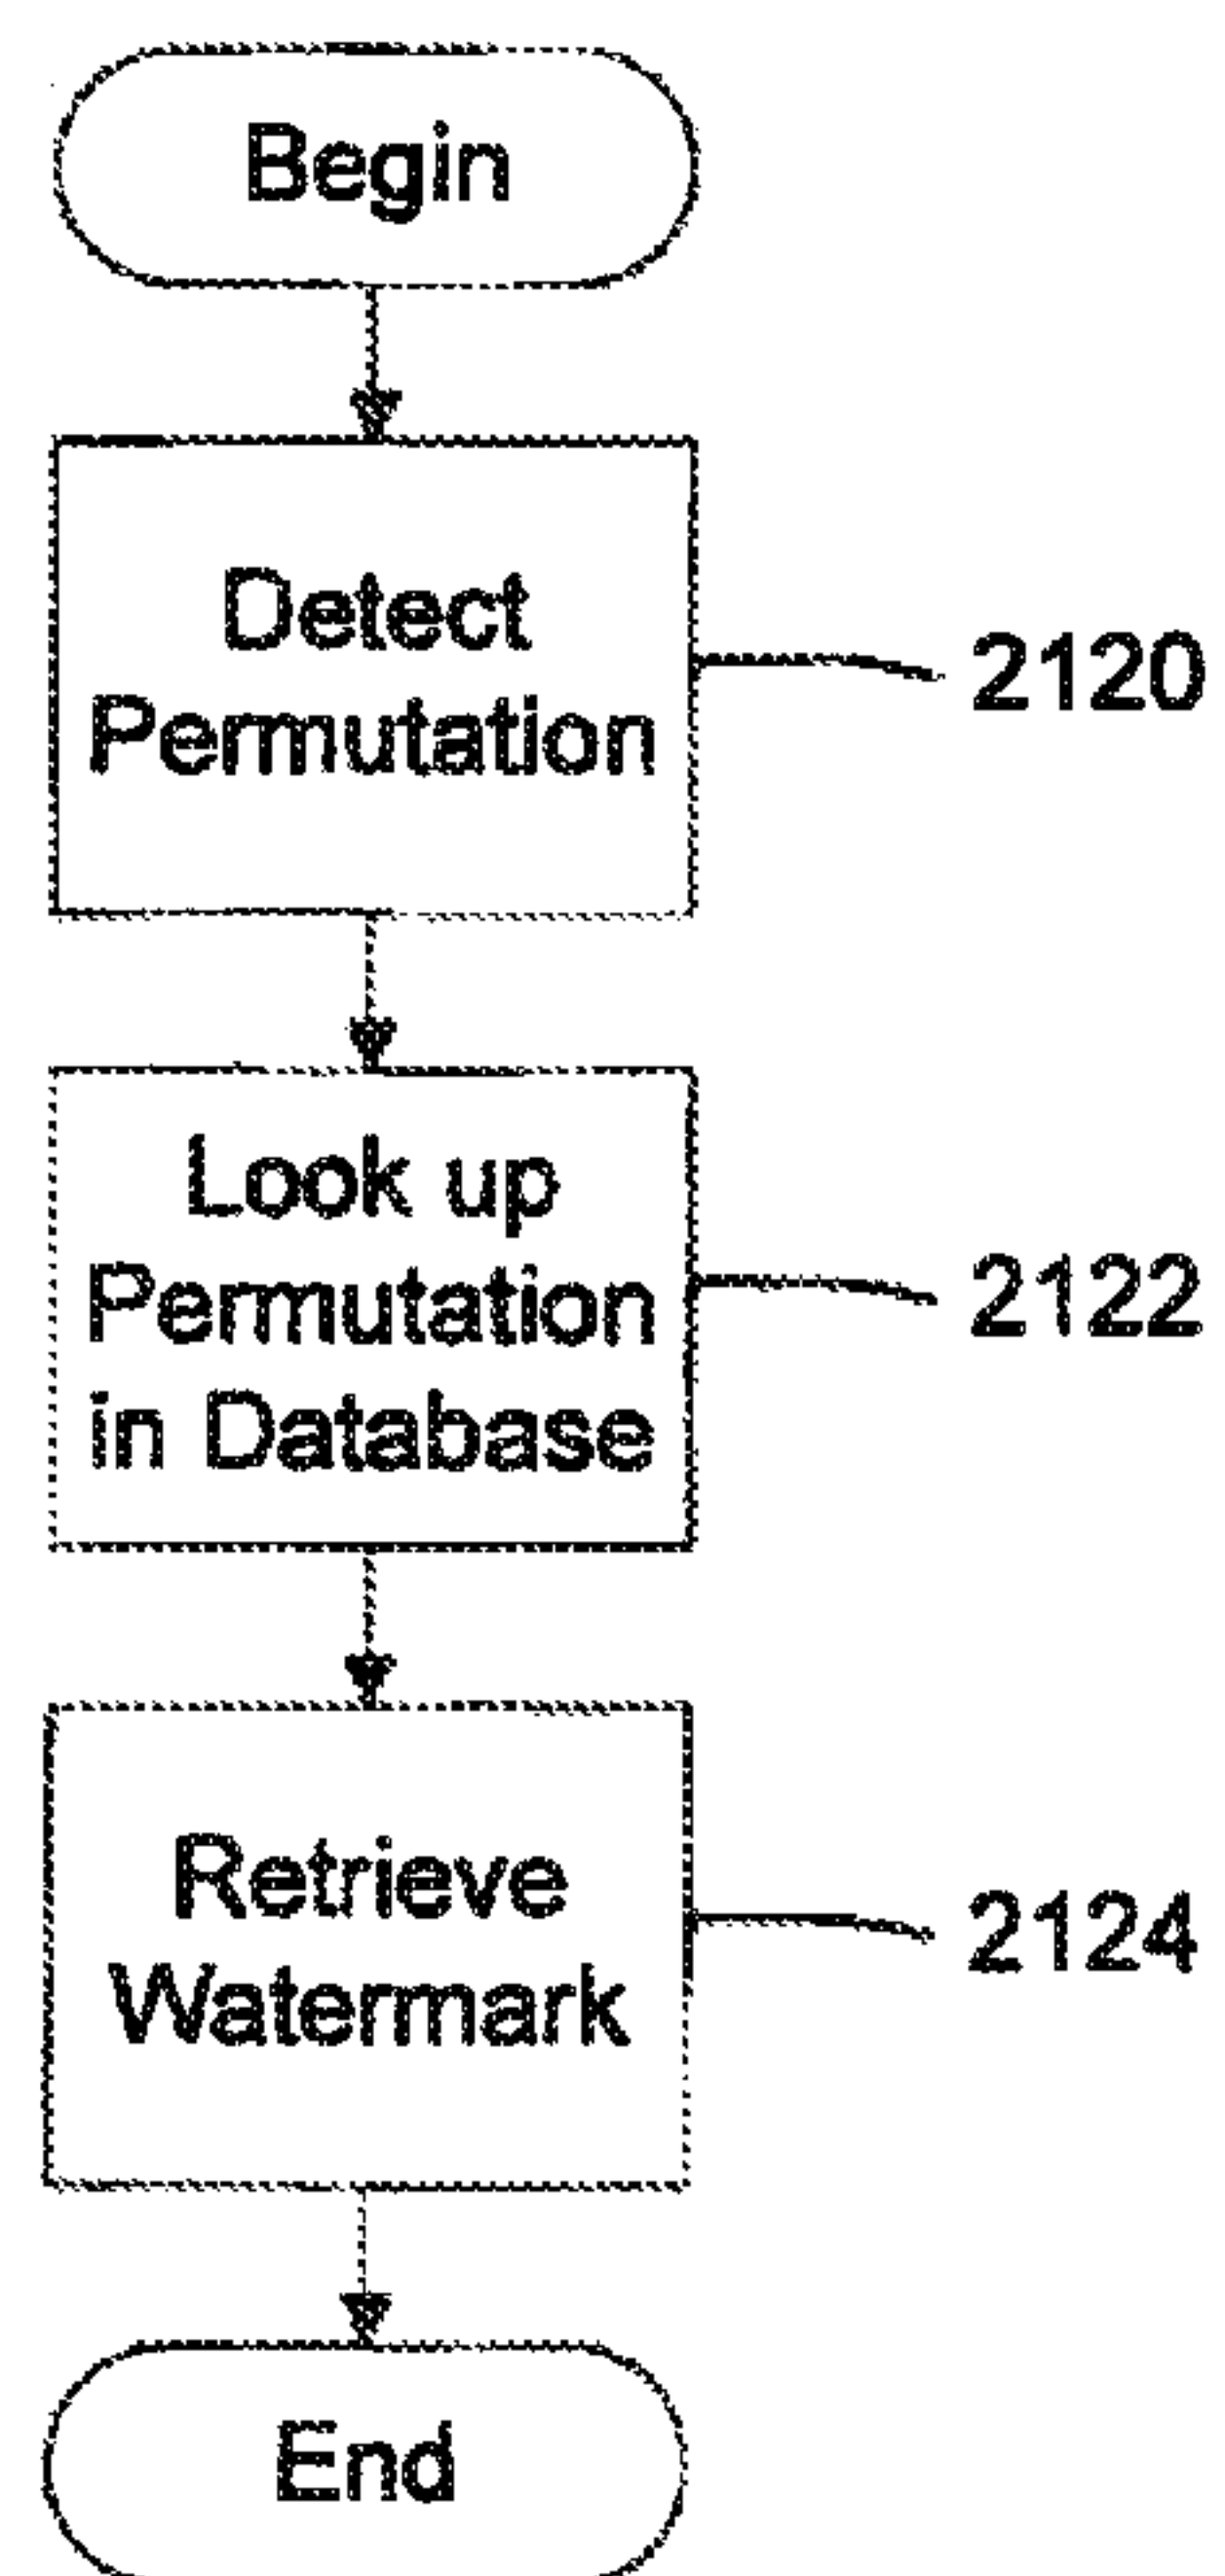 Begin
Detect
Permutation
2120
Look up
Permutation
in Database
2122
Retrieve
Watermark
2124
End